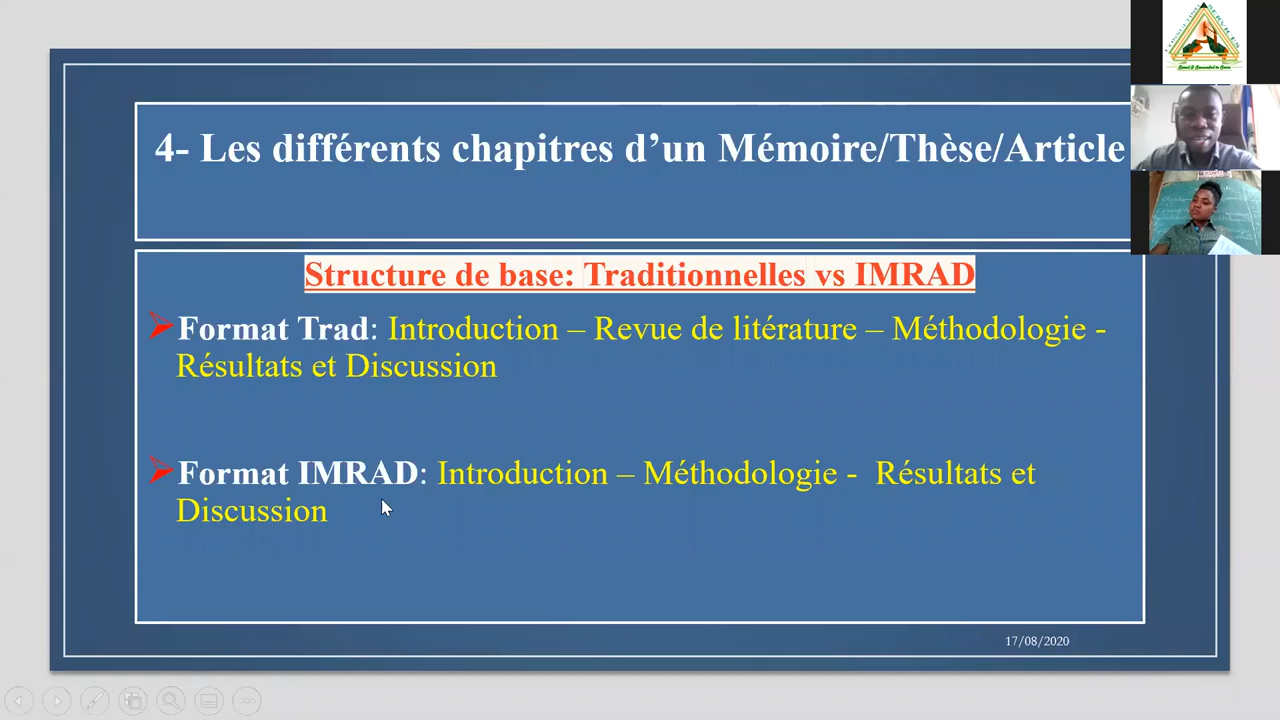 4- Les différents chapitres d’un Mémoire/Thèse/Article
Structure de base: Traditionnelles vs IMRAD
Format Trad: Introduction – Revue de litérature – Méthodologie -
Résultats et Discussion
Format IMRAD: Introduction – Méthodologie - Résultats et
Discussion
17/08/2020